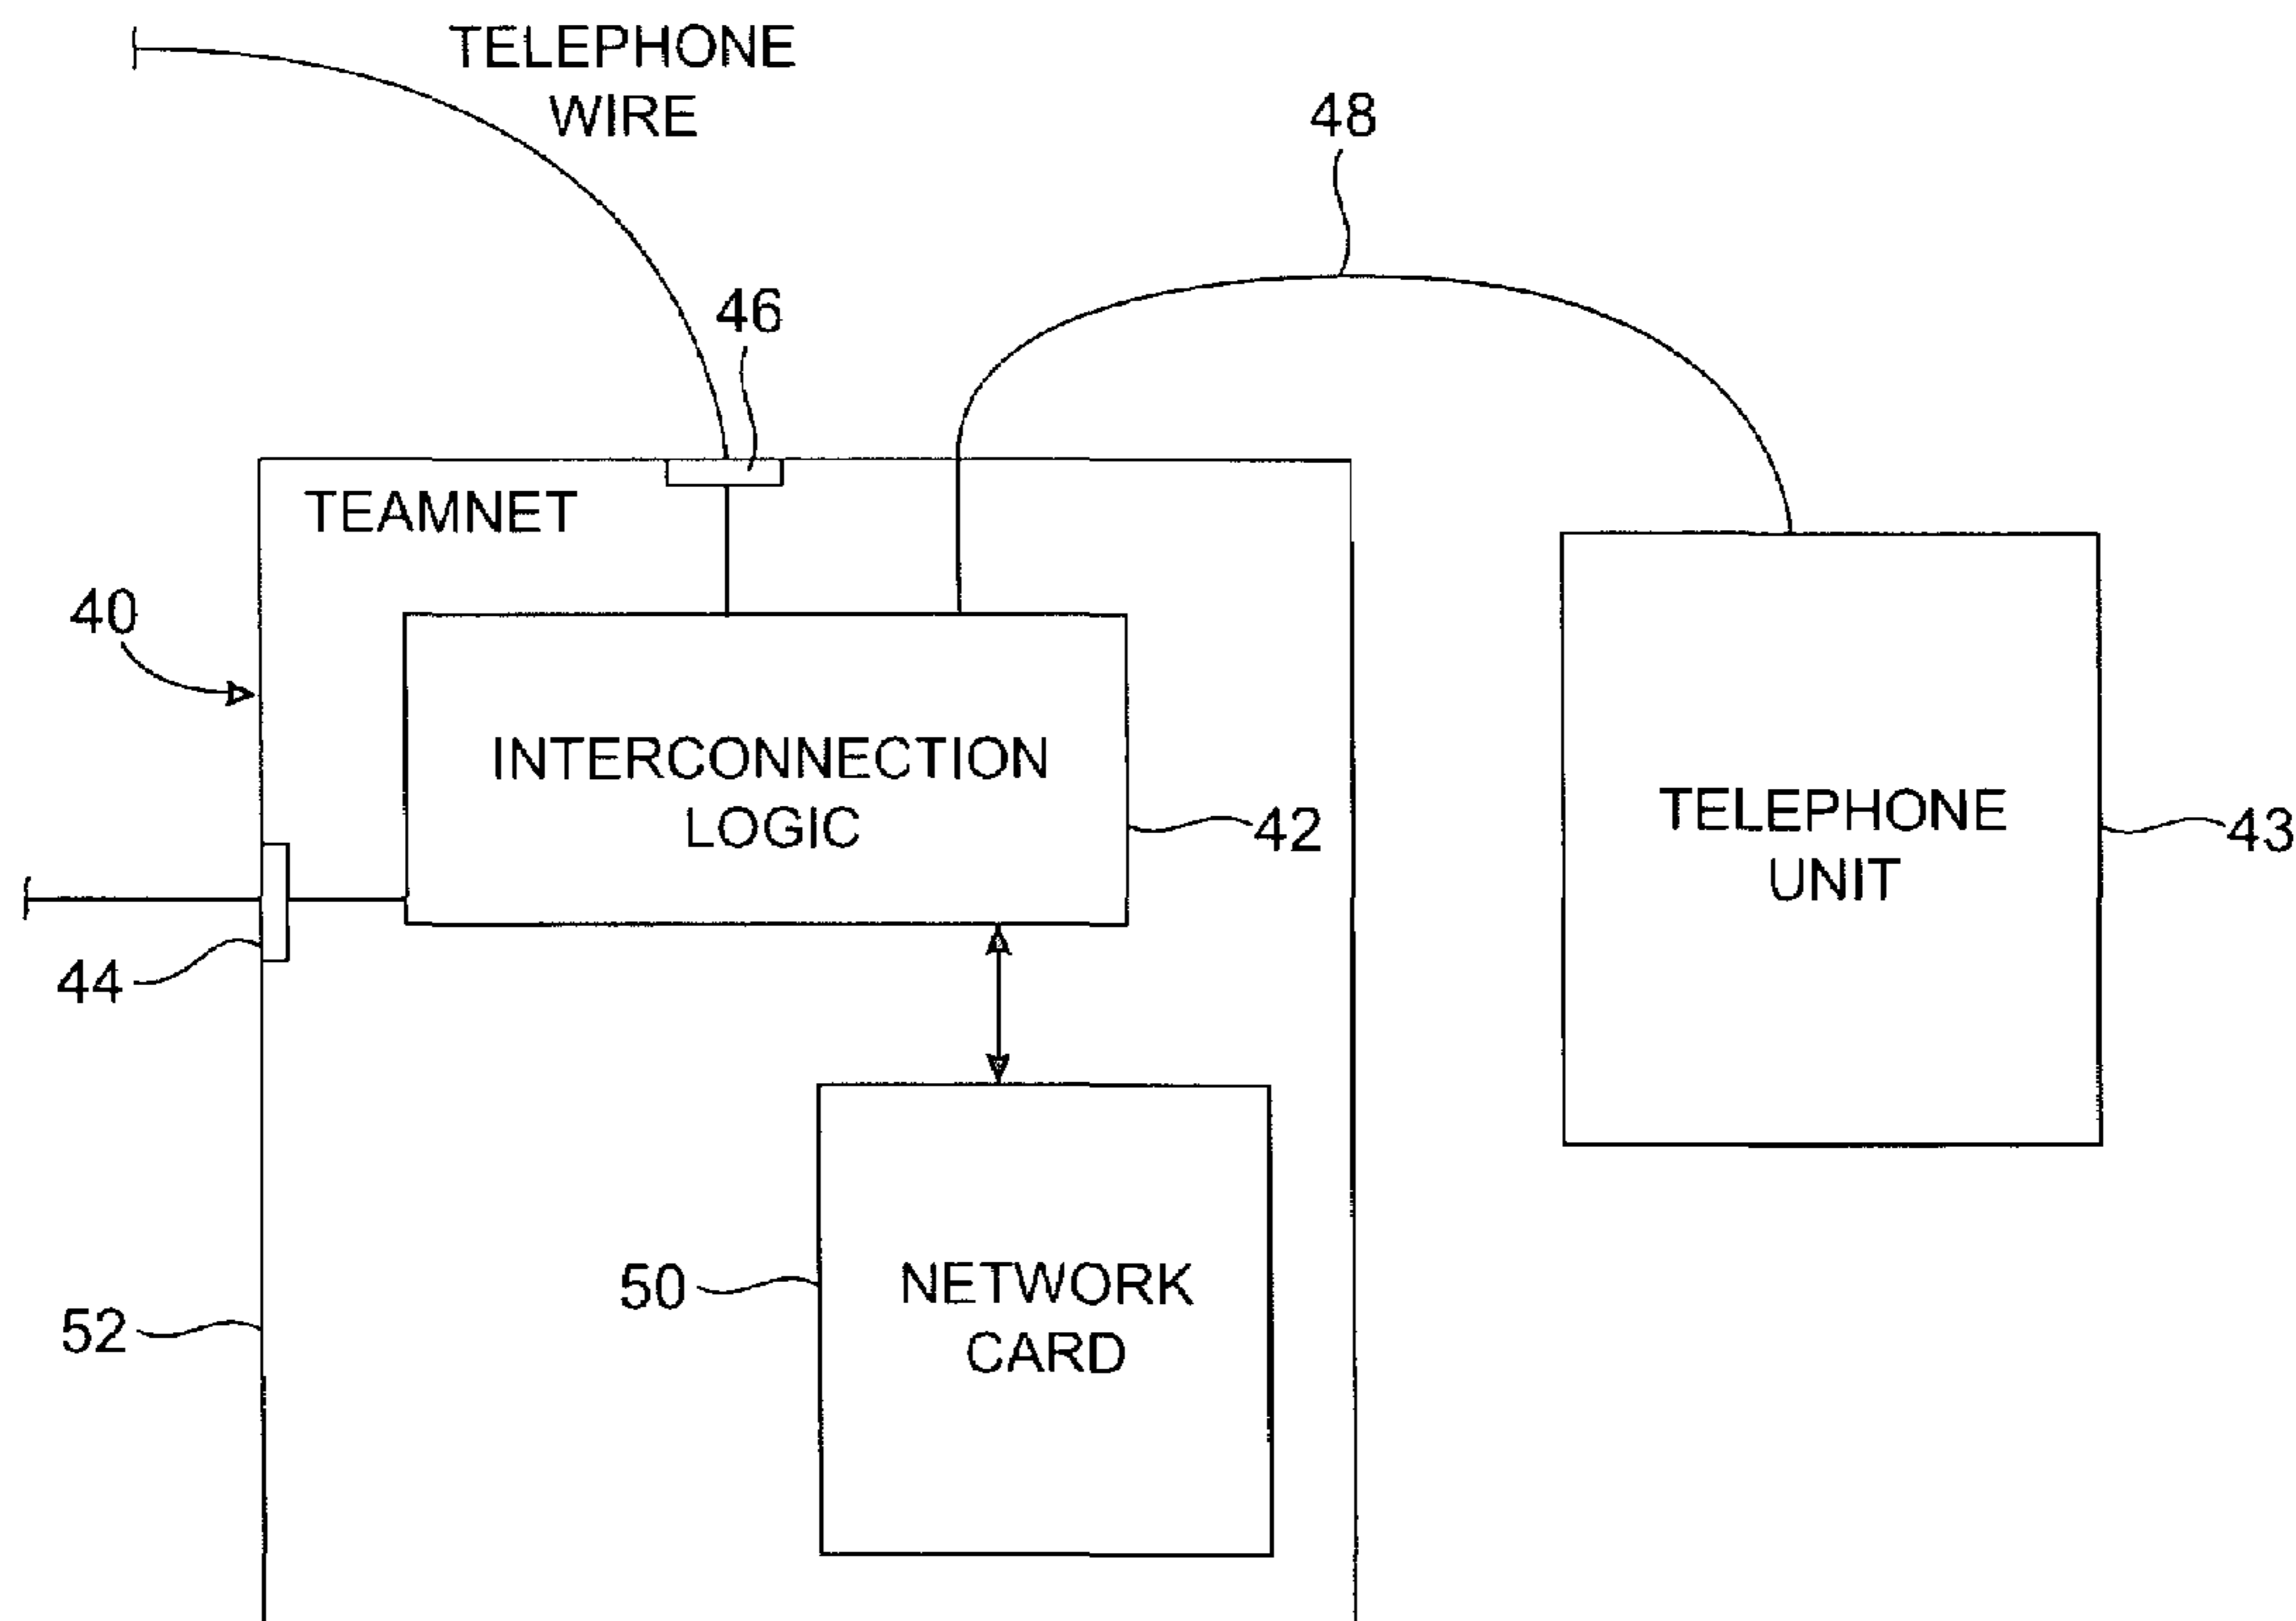 TELEPHONE
WIRE
48
46
TEAMNET
40
INTERCONNECTION
LOGIC
42
TELEPHONE
UNIT
43
44
50
NETWORK
CARD
52